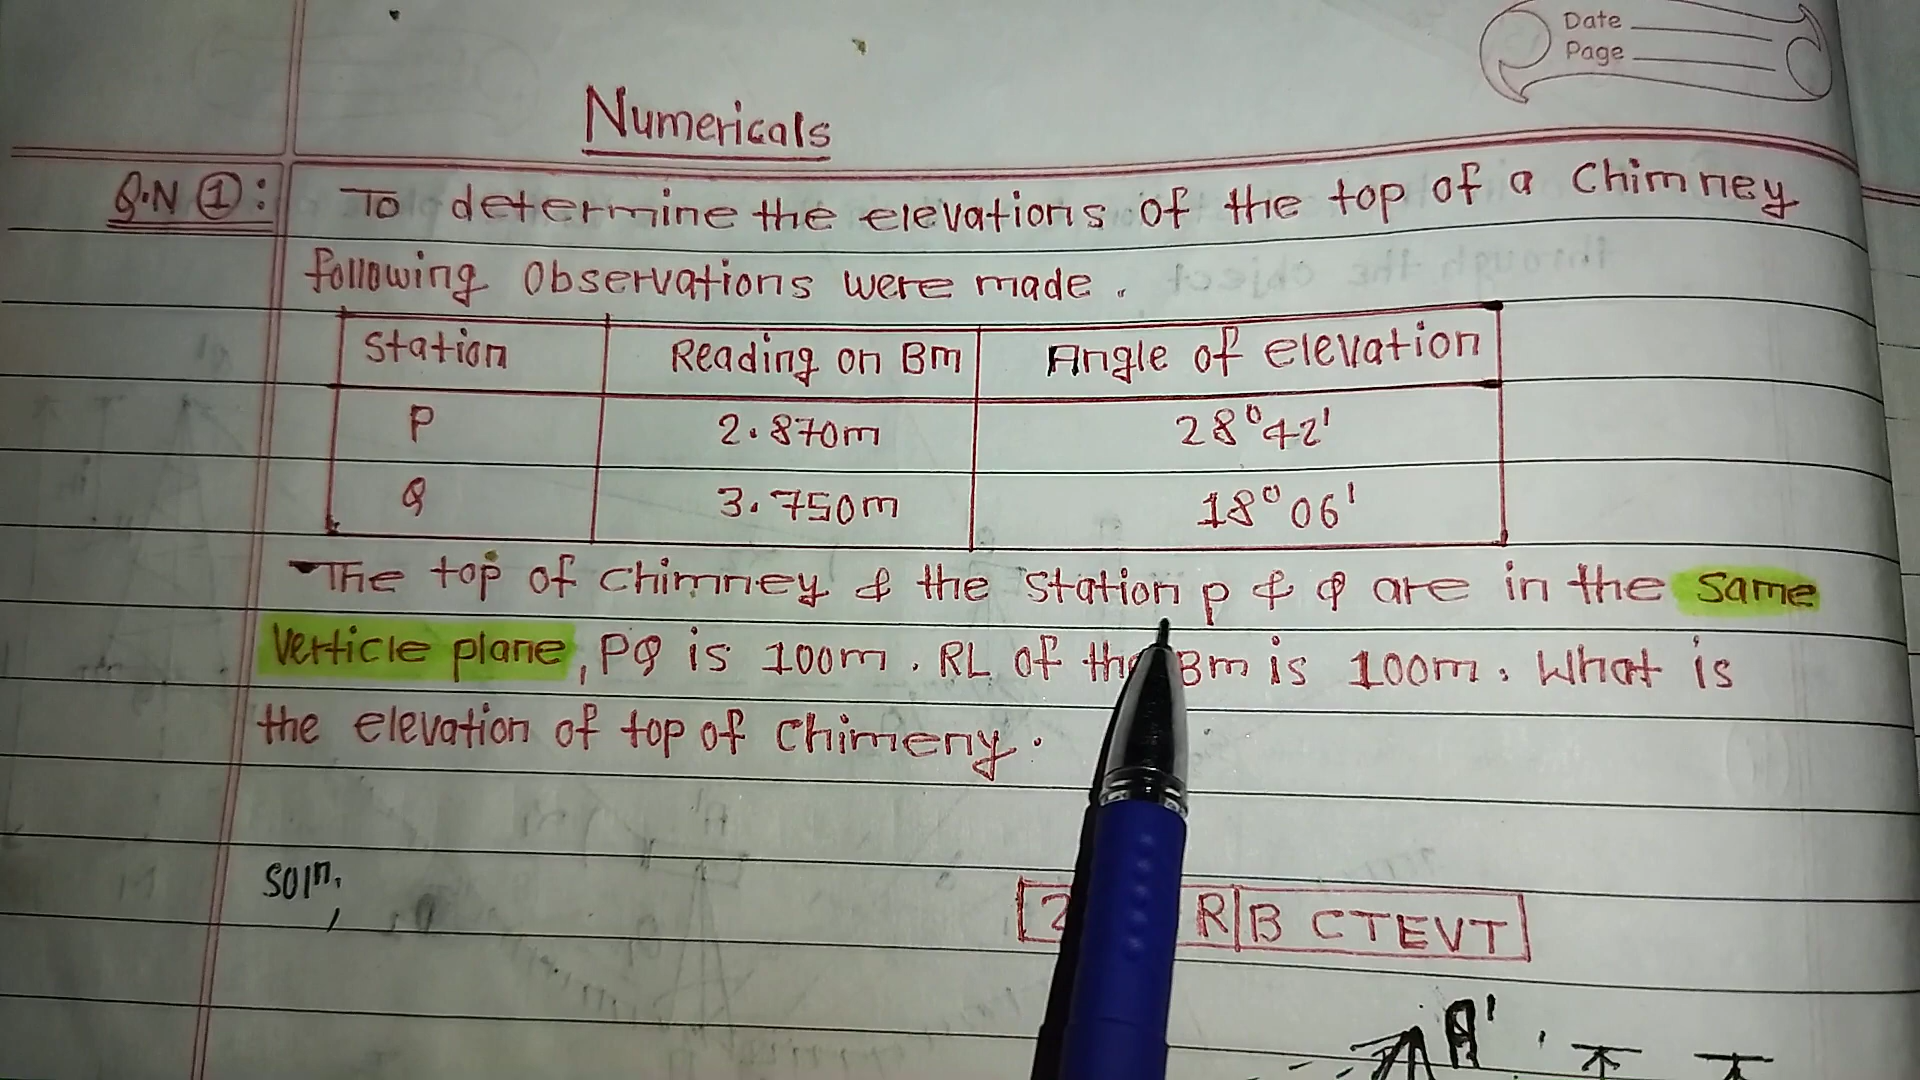 Date
Page
Numericals
Q.N ①: To determine the elevations of the top of a Chimney
following observations were made.
Station Reading on Bm Angle of elevation
P 2.870m 28°42'
Q 3.750m 18°06'
The top of chimney & the station p & Q are in the same
verticle plane, PQ is 100m. RL of the Bm is 100m. What is
the elevation of top of chimeny.
Soln,
2 R|B CTEVT
A'